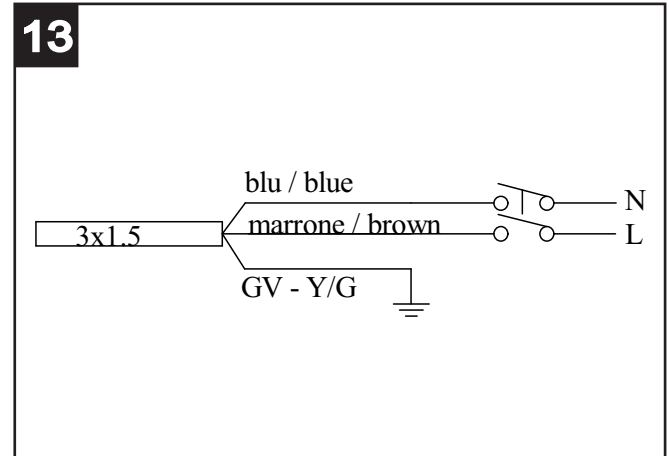 13
blu / blue
N
marrone / brown
L
3x1.5
GV - Y/G